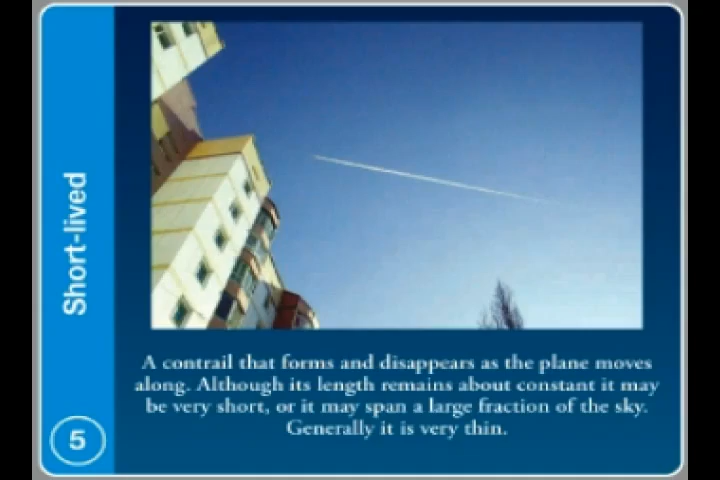 Short-lived
5
A contrail that forms and disappears as the plane moves
along. Although its length remains about constant it may
be very short, or it may span a large fraction of the sky.
Generally it is very thin.